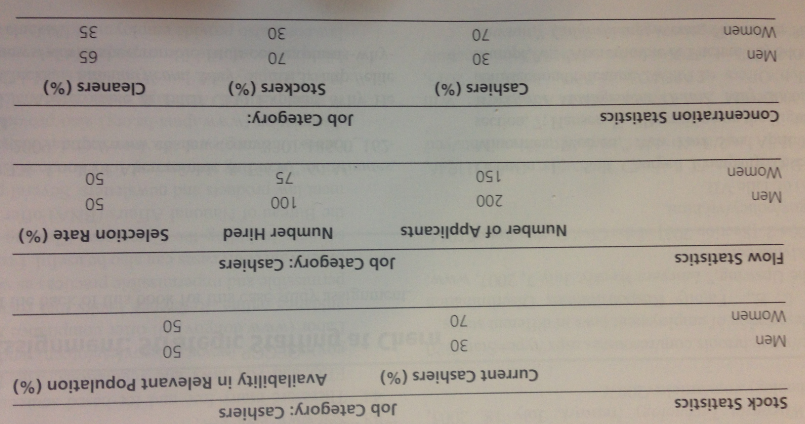 Stock Statistics Job Category: Cashiers
Current Cashiers (%) Availability in Relevant Population (%)
Men 30 50
Women 70 50
Flow Statistics Job Category: Cashiers
Number of Applicants Number Hired Selection Rate (%)
Men 200 100 50
Women 150 75 50
Concentration Statistics Job Category:
Cashiers (%) Stockers (%) Cleaners (%)
Men 30 70 65
Women 70 30 35